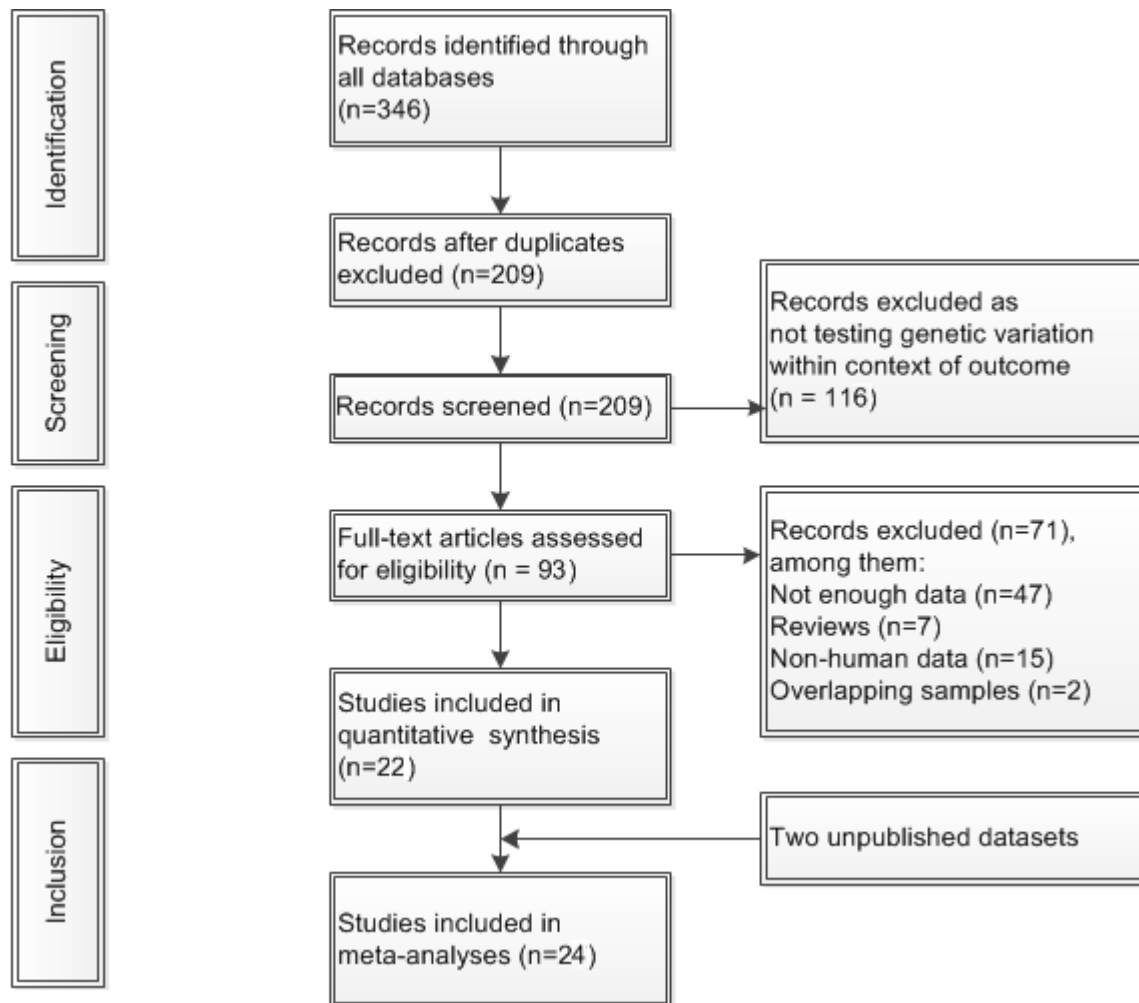 Identification
Records identified through
all databases
(n=346)
Records after duplicates
excluded (n=209)
Screening
Records screened (n=209)
Records excluded as
not testing genetic variation
within context of outcome
(n = 116)
Eligibility
Full-text articles assessed
for eligibility (n = 93)
Records excluded (n=71),
among them:
Not enough data (n=47)
Reviews (n=7)
Non-human data (n=15)
Overlapping samples (n=2)
Studies included in
quantitative synthesis
(n=22)
Inclusion
Two unpublished datasets
Studies included in
meta-analyses (n=24)